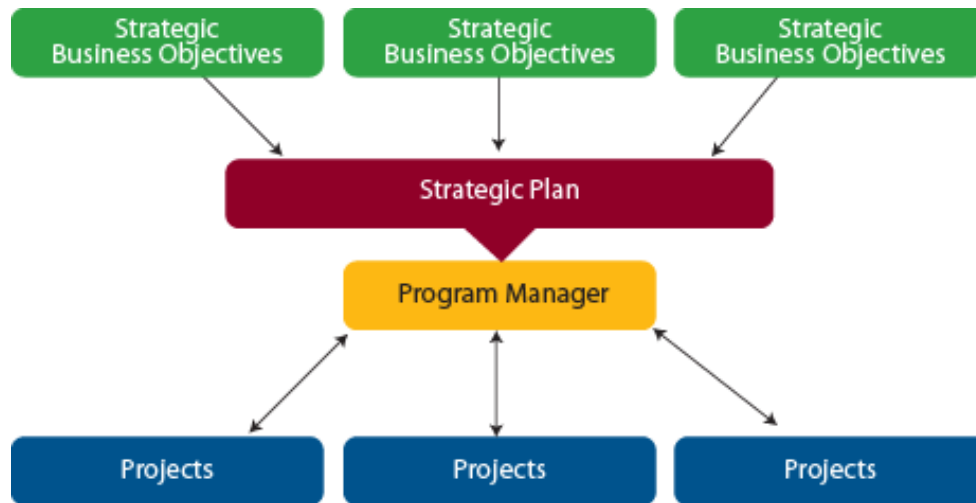 Strategic
Business Objectives
Strategic
Business Objectives
Strategic
Business Objectives
Strategic Plan
Program Manager
Projects
Projects
Projects